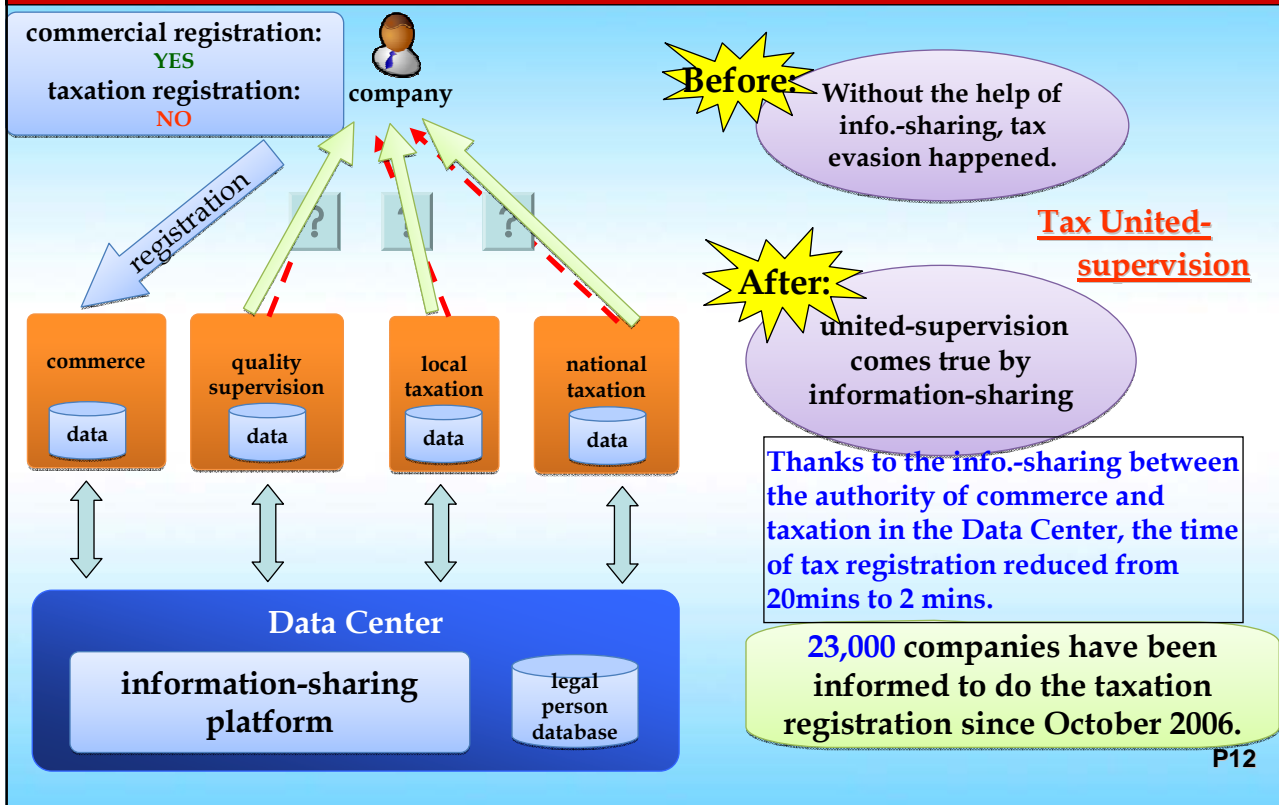 commercial registration:
YES
taxation registration:
NO
company
registration
?
?
?
commerce
data
quality
supervision
data
local
taxation
data
national
taxation
data
Data Center
information-sharing
platform
legal
person
database
Before:
Without the help of
info.-sharing, tax
evasion happened.
Tax United-
supervision
After:
united-supervision
comes true by
information-sharing
Thanks to the info.-sharing between
the authority of commerce and
taxation in the Data Center, the time
of tax registration reduced from
20mins to 2 mins.
23,000 companies have been
informed to do the taxation
registration since October 2006.
P12